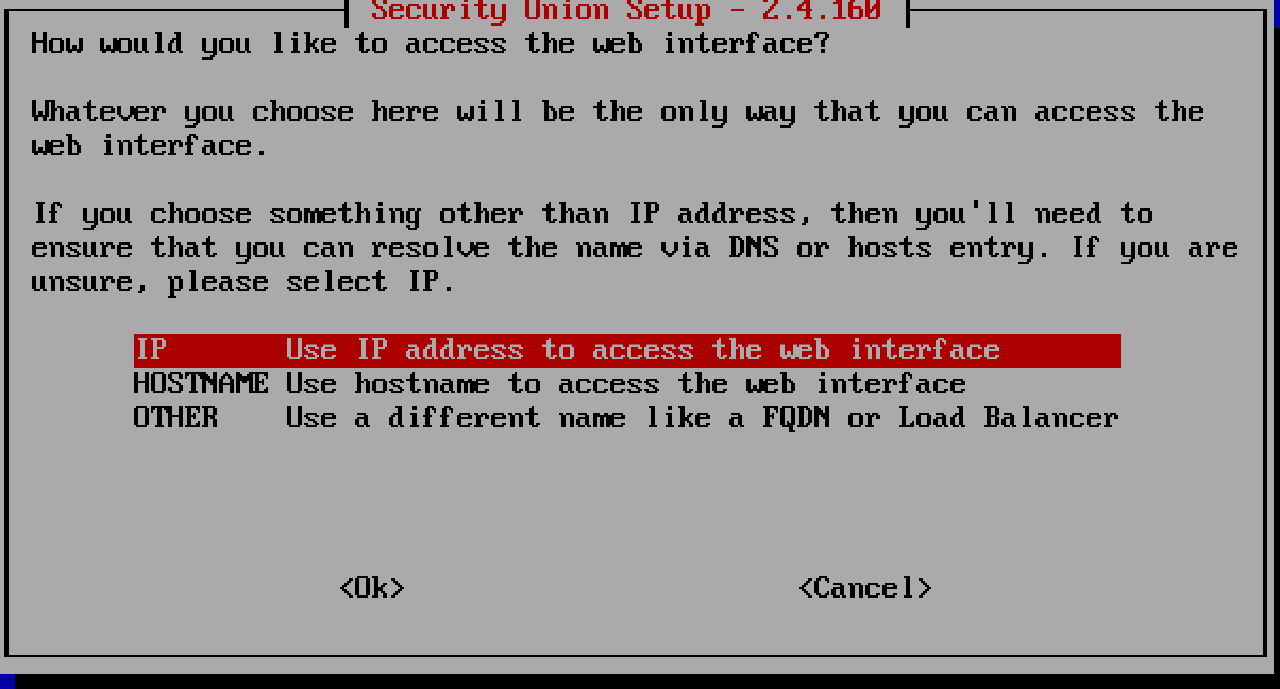 Security Union Setup - 2.4.160
How would you like to access the web interface?
Whatever you choose here will be the only way that you can access the
web interface.
If you choose something other than IP address, then you'll need to
ensure that you can resolve the name via DNS or hosts entry. If you are
unsure, please select IP.
IP Use IP address to access the web interface
HOSTNAME Use hostname to access the web interface
OTHER Use a different name like a FQDN or Load Balancer
<Ok> <Cancel>